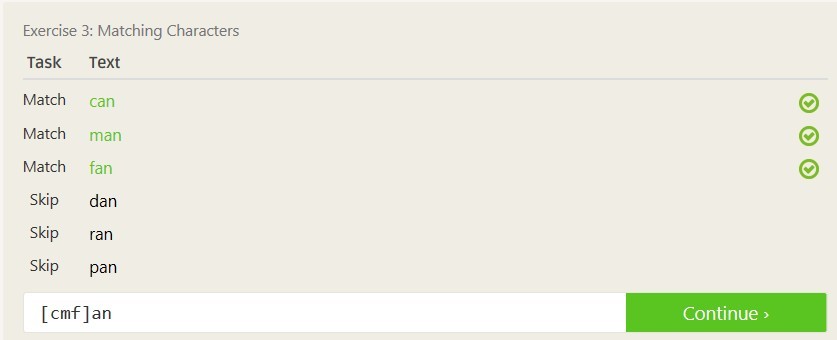 Exercise 3: Matching Characters
Task Text
Match can
Match man
Match fan
Skip dan
Skip ran
Skip pan
[cmf]an Continue ›